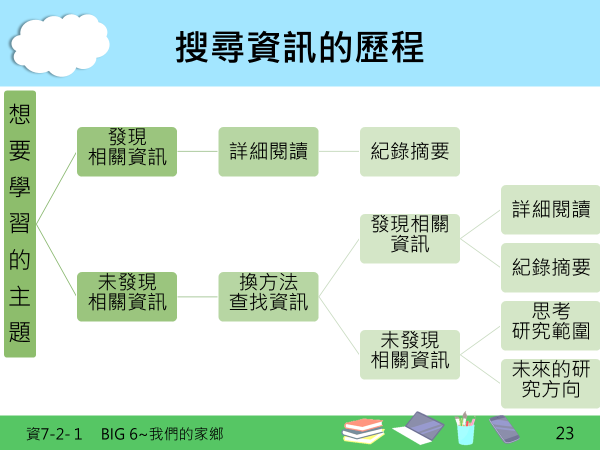 搜尋資訊的歷程
想要學習的主題
發現
相關資訊
詳細閱讀
紀錄摘要
未發現
相關資訊
換方法
查找資訊
發現相關
資訊
詳細閱讀
紀錄摘要
未發現
相關資訊
思考
研究範圍
未來的研
究方向
資7-2-1 BIG 6~我們的家鄉
23